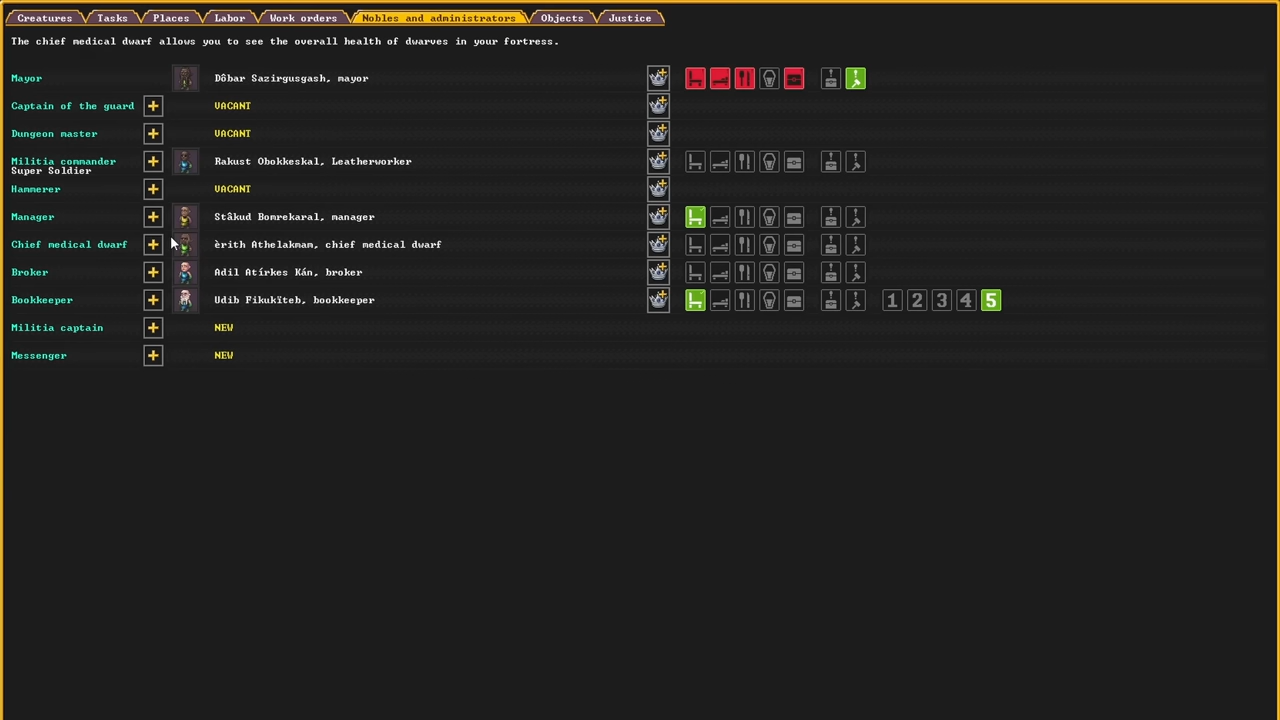 Creatures Tasks Places Labor Work orders Nobles and administrators Objects Justice
The chief medical dwarf allows you to see the overall health of dwarves in your fortress.
Mayor Dôbar Sazirgusgash, mayor
Captain of the guard VACANT
Dungeon master VACANT
Militia commander Rakust Obokkeskal, Leatherworker
Super Soldier
Hammerer VACANT
Manager Stâkud Bomrekaral, manager
Chief medical dwarf èrith Athelakmam, chief medical dwarf
Broker Adil Atírkes Kán, broker
Bookkeeper Udib Fikukïteb, bookkeeper 1 2 3 4 5
Militia captain NEW
Messenger NEW